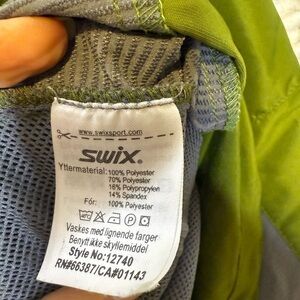 www.swixsport.com
swix.
Yttermaterial: 100% Polyester
70% Polyester
16% Polypropylen
14% Spandex
Fór: 100% Polyester
Vaskes med lignende farger
Benytt ikke skyllemiddel
Style No:12740
RN#66387/CA#01143